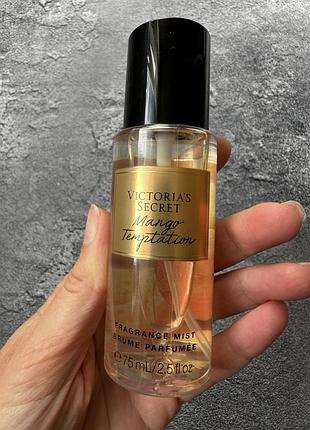 VICTORIA'S
SECRET
Mango
Temptation
FRAGRANCE MIST
BRUME PARFUMÉE
℮75 mL/2.5 fl oz